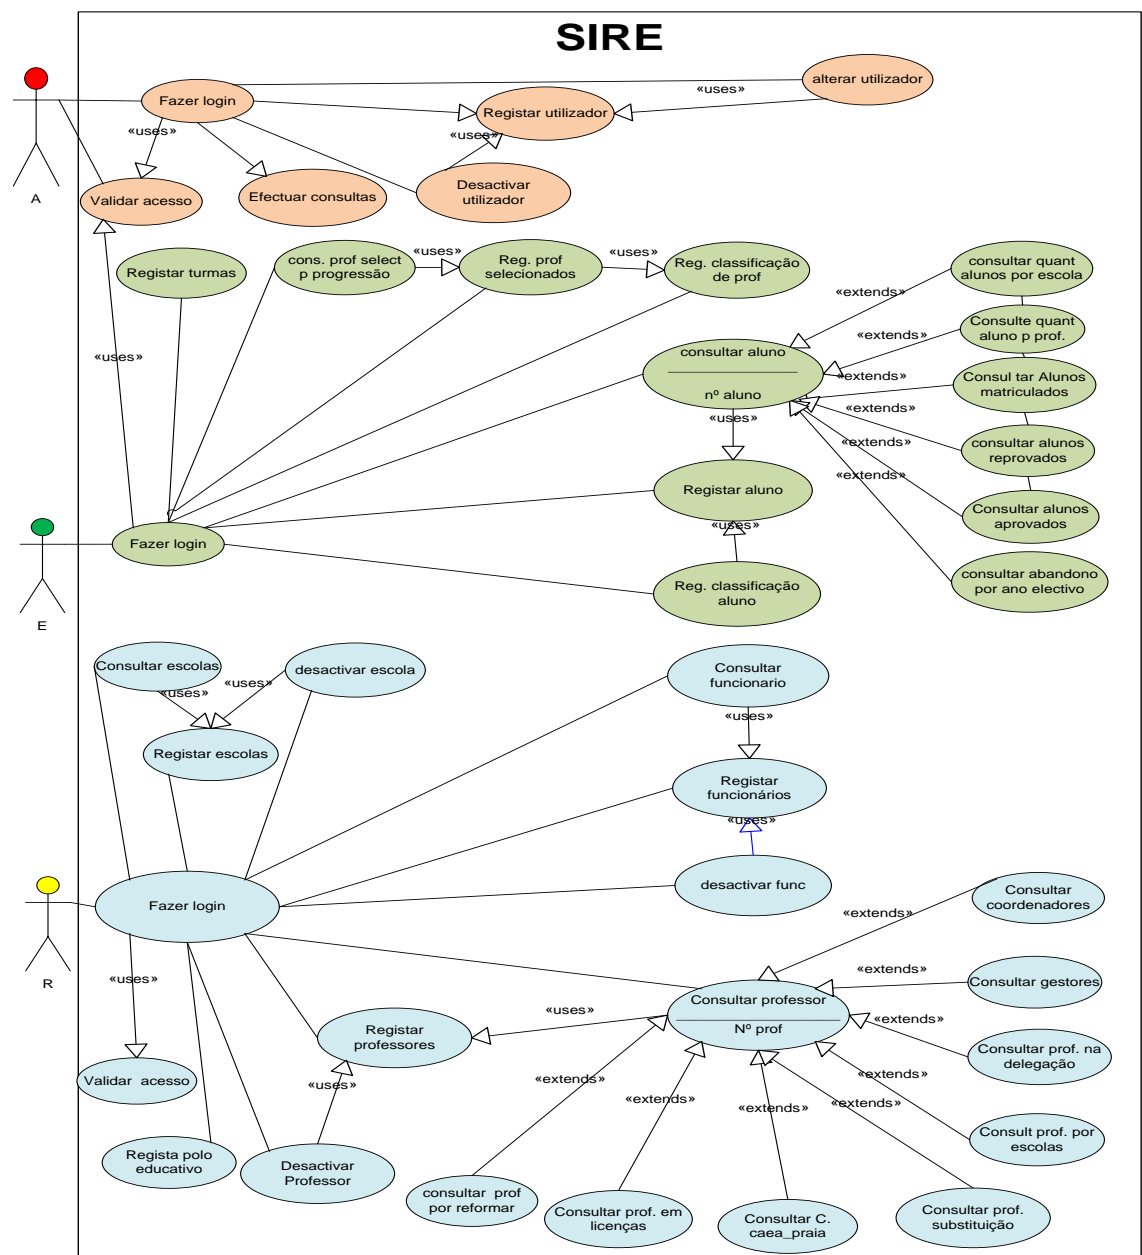 SIRE
alterar utilizador
Fazer login
«uses»
Registar utilizador
«uses»
«uses»
A
Validar acesso
Efectuar consultas
Desactivar
utilizador
Registar turmas
cons. prof select
p progressão
«uses»
Reg. prof
selecionados
«uses»
Reg. classificação
de prof
consultar quant
alunos por escola
«extends»
Consulte quant
aluno p prof.
«extends»
«uses»
consultar aluno
nº aluno
«extends»
Consul tar Alunos
matriculados
«extends»
«uses»
consultar alunos
reprovados
«extends»
«extends»
Registar aluno
Consultar alunos
aprovados
«uses»
Fazer login
E
Reg. classificação
aluno
consultar abandono
por ano electivo
Consultar escolas
desactivar escola
«uses»
«uses»
Consultar
funcionario
«uses»
Registar escolas
Registar
funcionários
«uses»
desactivar func
Fazer login
R
Consultar
coordenadores
«extends»
«extends»
Consultar gestores
«uses»
Consultar professor
Nº prof
«uses»
«extends»
Registar
professores
Consultar prof. na
delegação
Validar  acesso
«uses»
«extends»
«extends»
«extends»
«extends»
«extends»
Consult prof. por
escolas
Regista polo
educativo
Desactivar
Professor
consultar  prof
por reformar
Consultar prof. em
licenças
Consultar C.
caea_praia
Consultar prof.
substituição